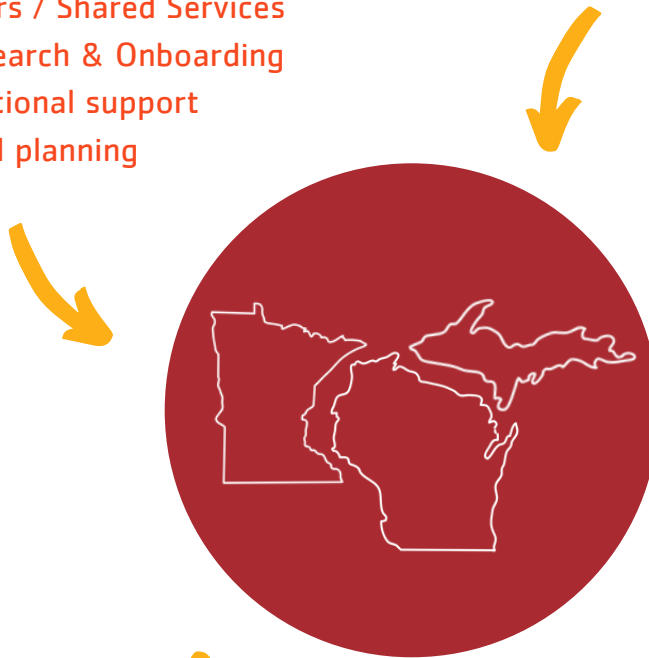 rs / Shared Services
earch & Onboarding
tional support
l planning